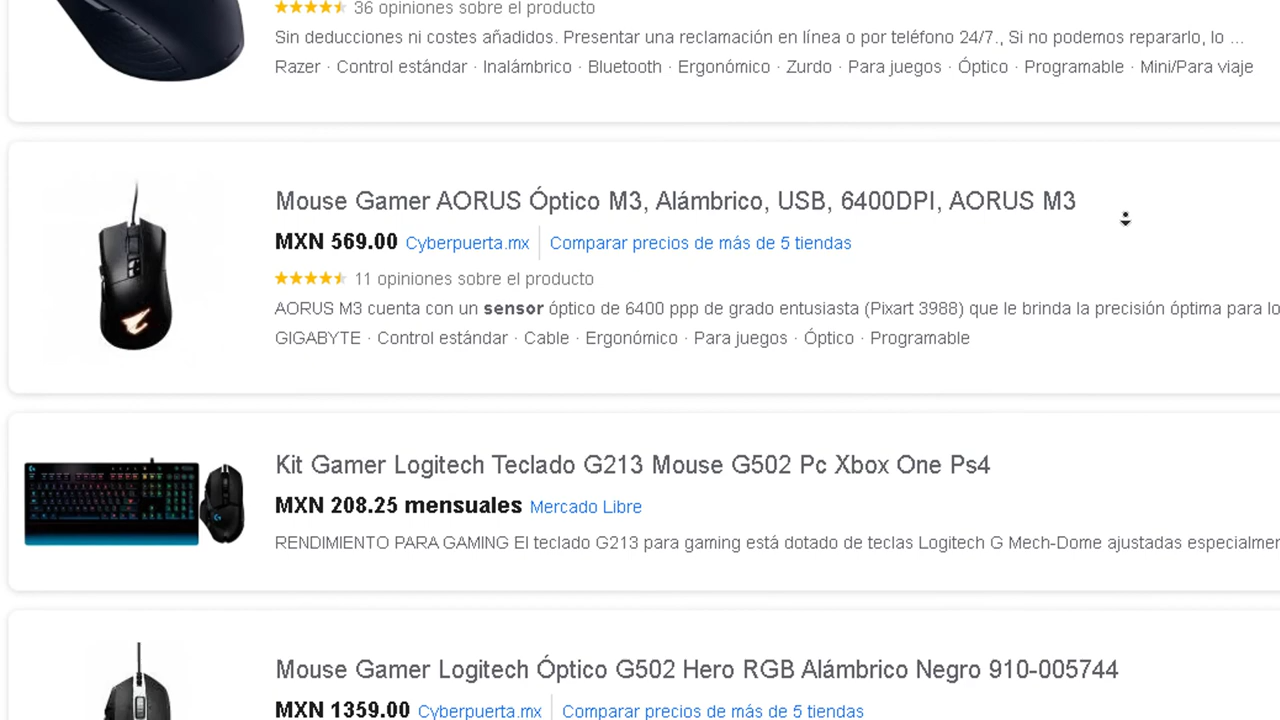 36 opiniones sobre el producto
Sin deducciones ni costes añadidos. Presentar una reclamación en línea o por teléfono 24/7., Si no podemos repararlo, lo ...
Razer · Control estándar · Inalámbrico · Bluetooth · Ergonómico · Zurdo · Para juegos · Óptico · Programable · Mini/Para viaje
Mouse Gamer AORUS Óptico M3, Alámbrico, USB, 6400DPI, AORUS M3
MXN 569.00 Cyberpuerta.mx Comparar precios de más de 5 tiendas
11 opiniones sobre el producto
AORUS M3 cuenta con un sensor óptico de 6400 ppp de grado entusiasta (Pixart 3988) que le brinda la precisión óptima para lo
GIGABYTE · Control estándar · Cable · Ergonómico · Para juegos · Óptico · Programable
Kit Gamer Logitech Teclado G213 Mouse G502 Pc Xbox One Ps4
MXN 208.25 mensuales Mercado Libre
RENDIMIENTO PARA GAMING El teclado G213 para gaming está dotado de teclas Logitech G Mech-Dome ajustadas especialmen
Mouse Gamer Logitech Óptico G502 Hero RGB Alámbrico Negro 910-005744
MXN 1359.00 Cyberpuerta.mx Comparar precios de más de 5 tiendas